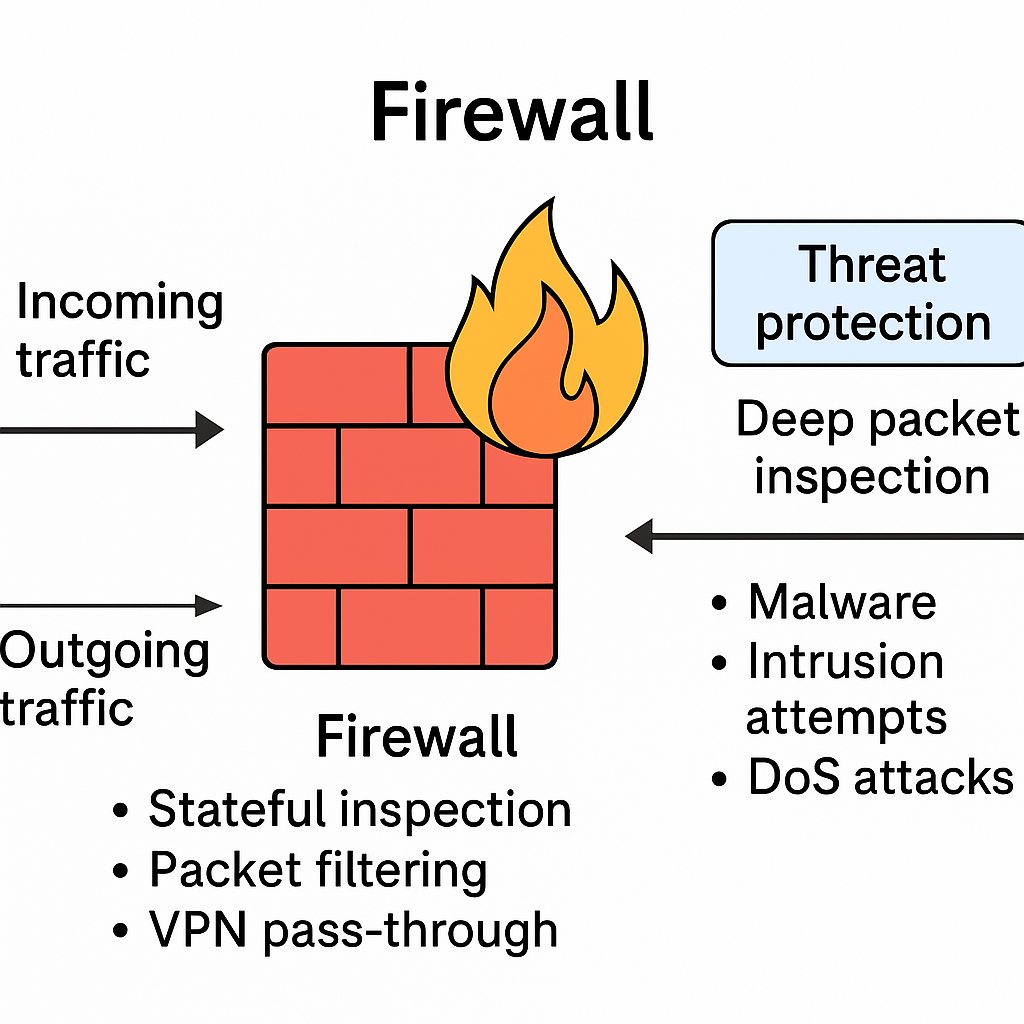 Firewall
Incoming
traffic
Outgoing
traffic
Firewall
• Stateful inspection
• Packet filtering
• VPN pass-through
Threat
protection
Deep packet
inspection
• Malware
• Intrusion
attempts
• DoS attacks